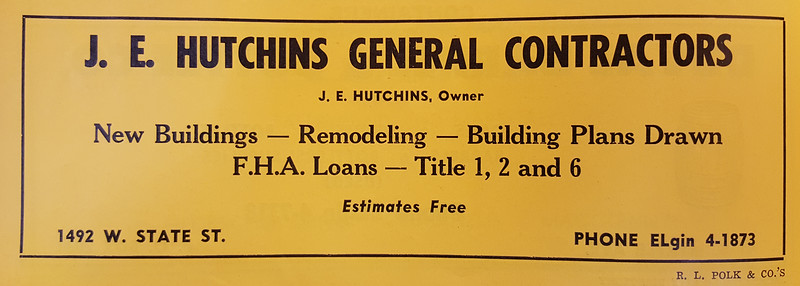 J. E. HUTCHINS GENERAL CONTRACTORS
J. E. HUTCHINS, Owner
New Buildings — Remodeling — Building Plans Drawn
F.H.A. Loans — Title 1, 2 and 6
Estimates Free
1492 W. STATE ST.
PHONE ELgin 4-1873
R. L. POLK & CO.'S